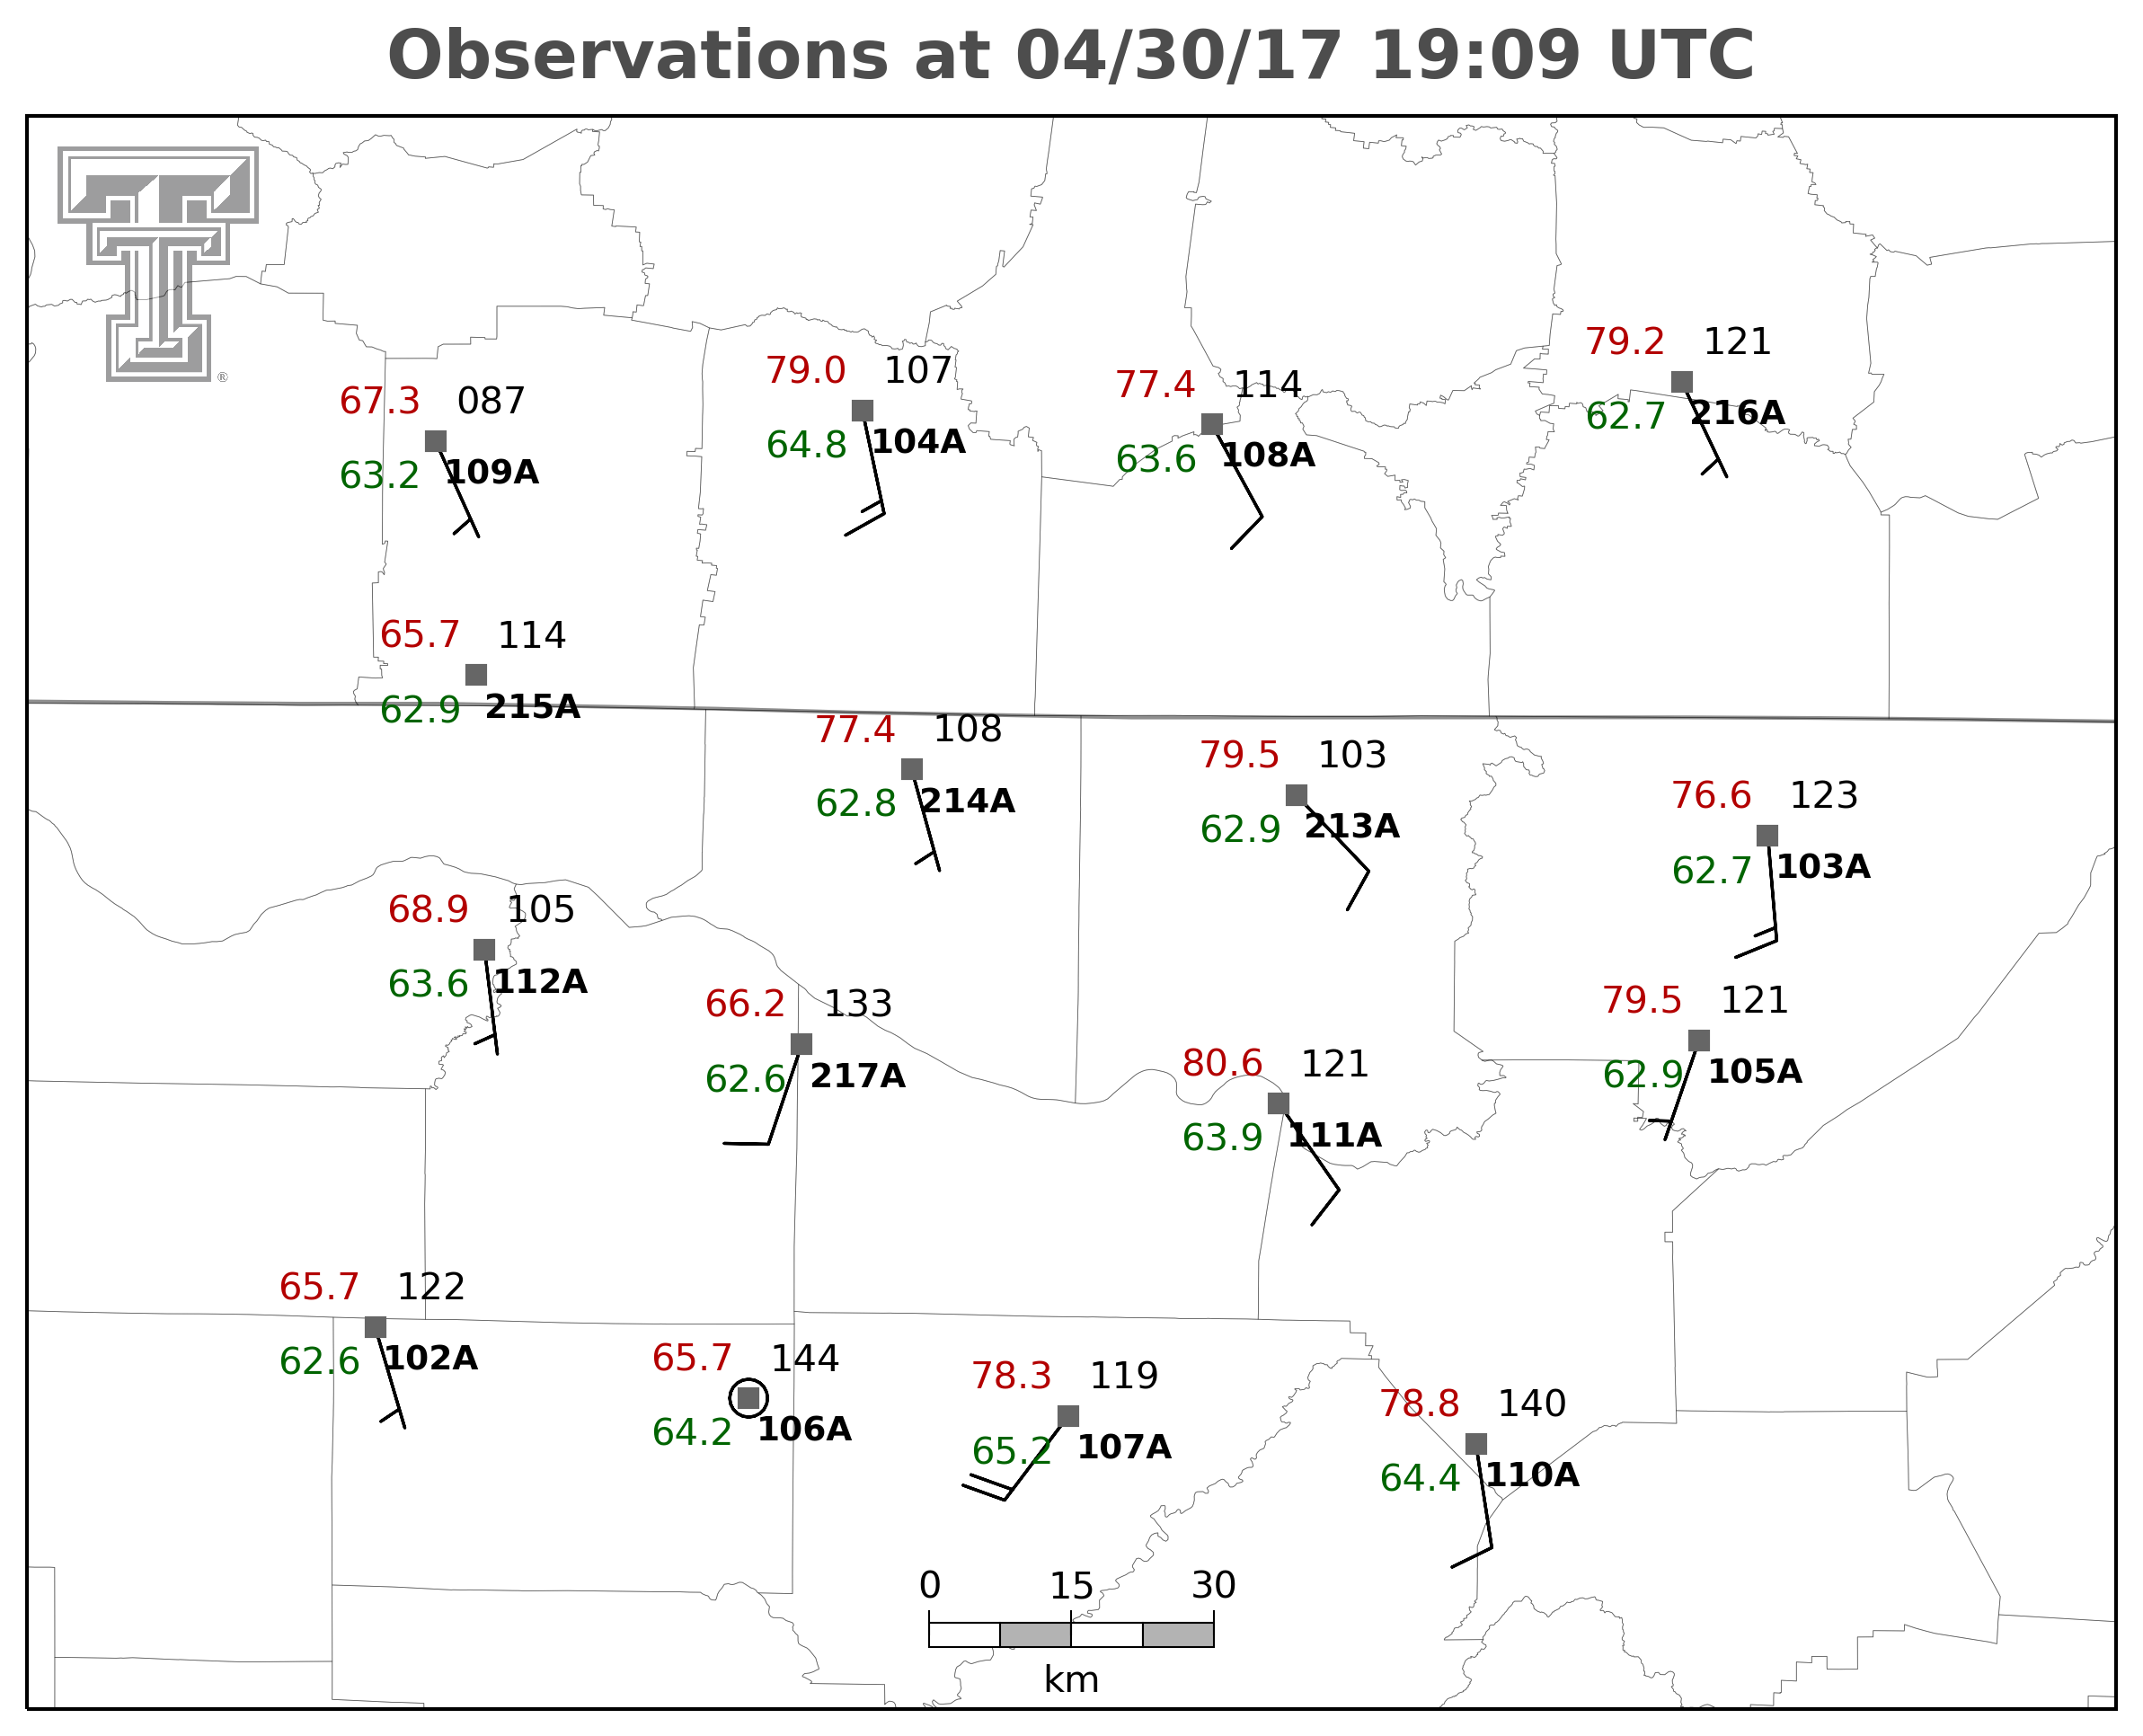 Observations at 04/30/17 19:09 UTC
®
79.2 121
62.7 216A
79.0 107
64.8 104A
77.4 114
63.6 108A
67.3 087
63.2 109A
65.7 114
62.9 215A
77.4 108
62.8 214A
79.5 103
62.9 213A
76.6 123
62.7 103A
68.9 105
63.6 112A
66.2 133
62.6 217A
79.5 121
62.9 105A
80.6 121
63.9 111A
65.7 122
62.6 102A
65.7 144
64.2 106A
78.3 119
65.2 107A
78.8 140
64.4 110A
0 15 30
km